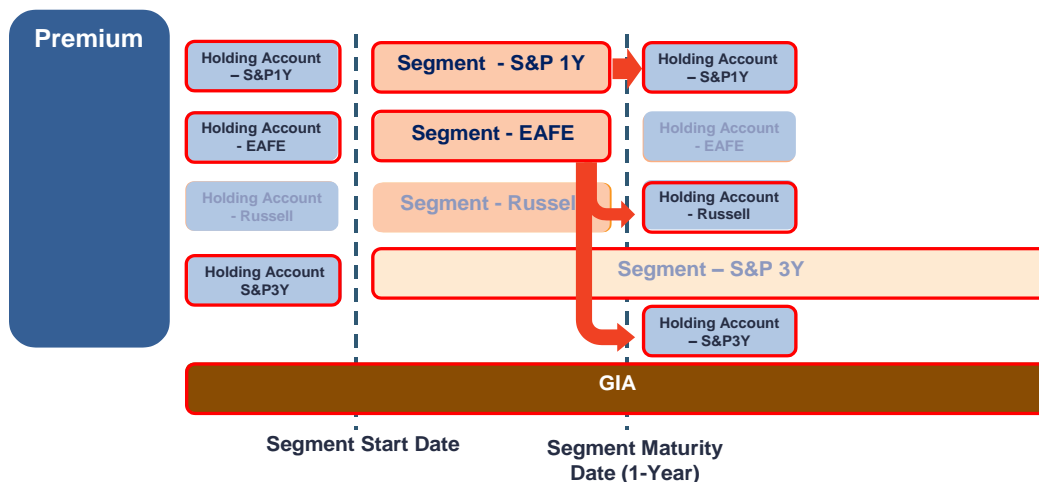 Premium
Holding Account
– S&P1Y
Segment - S&P 1Y
Holding Account
– S&P1Y
Holding Account
- EAFE
Segment - EAFE
Holding Account
- EAFE
Holding Account
- Russell
Segment - Russell
Holding Account
- Russell
Holding Account
S&P3Y
Segment – S&P 3Y
Holding Account
– S&P3Y
GIA
Segment Start Date
Segment Maturity
Date (1-Year)